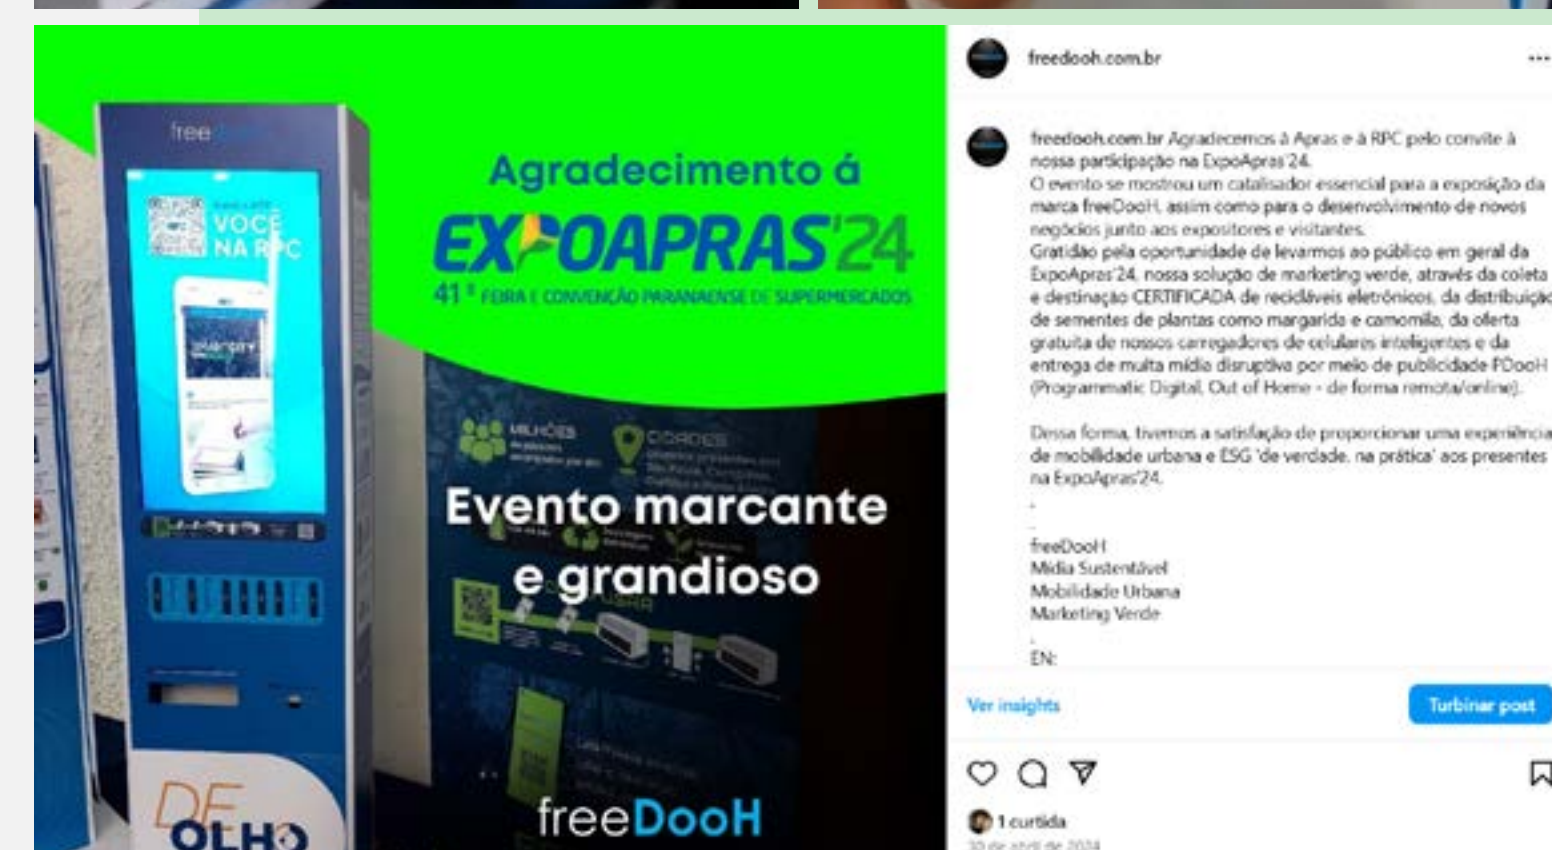 free
VOCÊ
NA RPC
DE
OLHO
Agradecimento á
EXPOAPRAS'24
41ª FEIRA E CONVENÇÃO PARANAENSE DE SUPERMERCADOS
MILHÕES
CIDADES
Evento marcante
e grandioso
freeDooH
freedooh.com.br
freedooh.com.br Agradecemos à Apras e à RPC pelo convite à
nossa participação na ExpoApras'24.
O evento se mostrou um catalisador essencial para a exposição da
marca freeDooH, assim como para o desenvolvimento de novos
negócios junto aos expositores e visitantes.
Gratidão pela oportunidade de levarmos ao público em geral da
ExpoApras'24, nossa solução de marketing verde, através da coleta
e destinação CERTIFICADA de recicláveis eletrônicos, da distribuição
de sementes de plantas como margarida e camomila, da oferta
gratuita de nossos carregadores de celulares inteligentes e da
entrega de muita mídia disruptiva por meio de publicidade PDooH
(Programmatic Digital, Out of Home - de forma remota/online).
Dessa forma, tivemos a satisfação de proporcionar uma experiência
de mobilidade urbana e ESG 'de verdade, na prática' aos presentes
na ExpoApras'24.
.
.
freeDooH
Mídia Sustentável
Mobilidade Urbana
Marketing Verde
.
EN:
Ver insights
Turbinar post
1 curtida
30 de abril de 2024